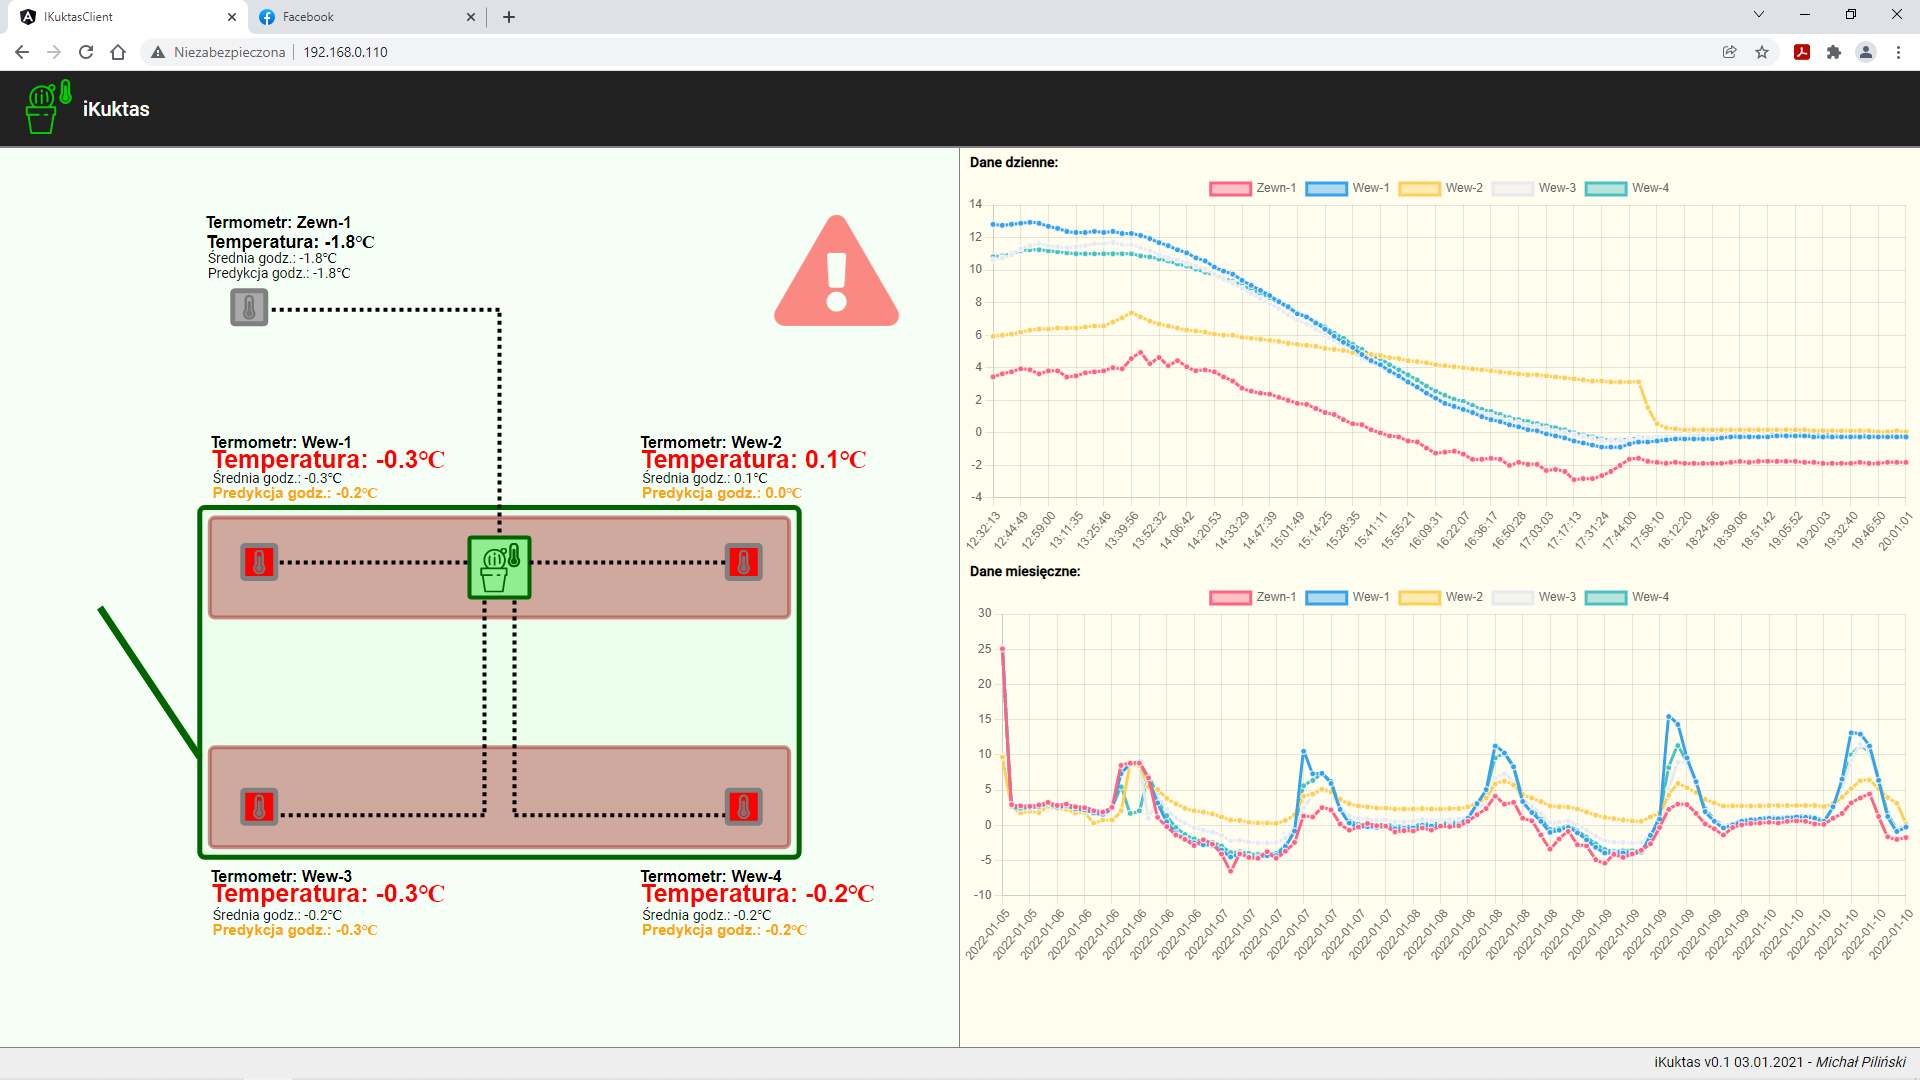 IKuktasClient
Facebook
Niezabezpieczona 192.168.0.110
iKuktas
Termometr: Zewn-1
Temperatura: -1.8°C
Średnia godz.: -1.8°C
Predykcja godz.: -1.8°C
Termometr: Wew-1
Temperatura: -0.3°C
Średnia godz.: -0.3°C
Predykcja godz.: -0.2°C
Termometr: Wew-2
Temperatura: 0.1°C
Średnia godz.: 0.1°C
Predykcja godz.: 0.0°C
Termometr: Wew-3
Temperatura: -0.3°C
Średnia godz.: -0.2°C
Predykcja godz.: -0.3°C
Termometr: Wew-4
Temperatura: -0.2°C
Średnia godz.: -0.2°C
Predykcja godz.: -0.2°C
Dane dzienne:
Zewn-1 Wew-1 Wew-2 Wew-3 Wew-4
14
12
10
8
6
4
2
0
-2
-4
12:32:13 12:44:49 12:59:00 13:11:35 13:25:46 13:39:56 13:52:32 14:06:42 14:20:53 14:33:29 14:47:39 15:01:49 15:14:25 15:28:35 15:41:11 15:55:21 16:09:31 16:22:07 16:36:17 16:50:28 17:03:03 17:17:13 17:31:24 17:44:00 17:58:10 18:12:20 18:24:56 18:39:06 18:51:42 19:05:52 19:20:03 19:32:40 19:46:50 20:01:01
Dane miesięczne:
Zewn-1 Wew-1 Wew-2 Wew-3 Wew-4
30
25
20
15
10
5
0
-5
-10
2022-01-05 2022-01-05 2022-01-06 2022-01-06 2022-01-06 2022-01-06 2022-01-06 2022-01-06 2022-01-07 2022-01-07 2022-01-07 2022-01-07 2022-01-07 2022-01-07 2022-01-07 2022-01-08 2022-01-08 2022-01-08 2022-01-08 2022-01-08 2022-01-08 2022-01-08 2022-01-09 2022-01-09 2022-01-09 2022-01-09 2022-01-09 2022-01-09 2022-01-10 2022-01-10 2022-01-10 2022-01-10 2022-01-10 2022-01-10
iKuktas v0.1 03.01.2021 - Michał Piliński